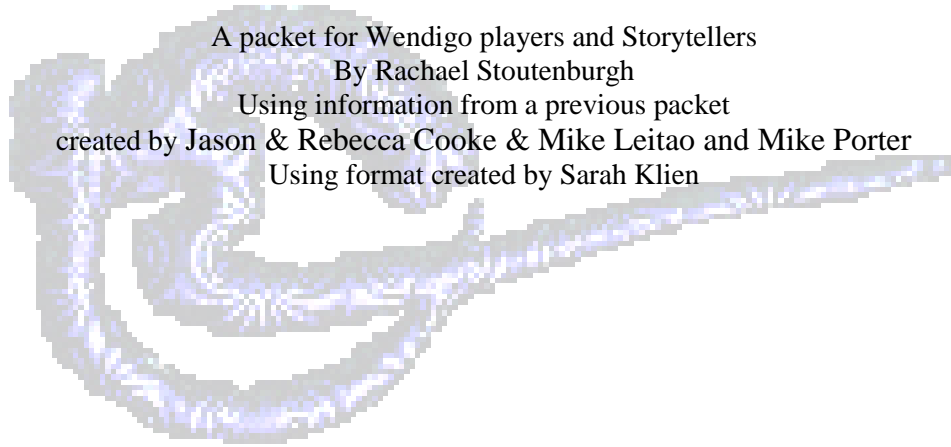 A packet for Wendigo players and Storytellers
By Rachael Stoutenburgh
Using information from a previous packet
created by Jason & Rebecca Cooke & Mike Leitao and Mike Porter
Using format created by Sarah Klien